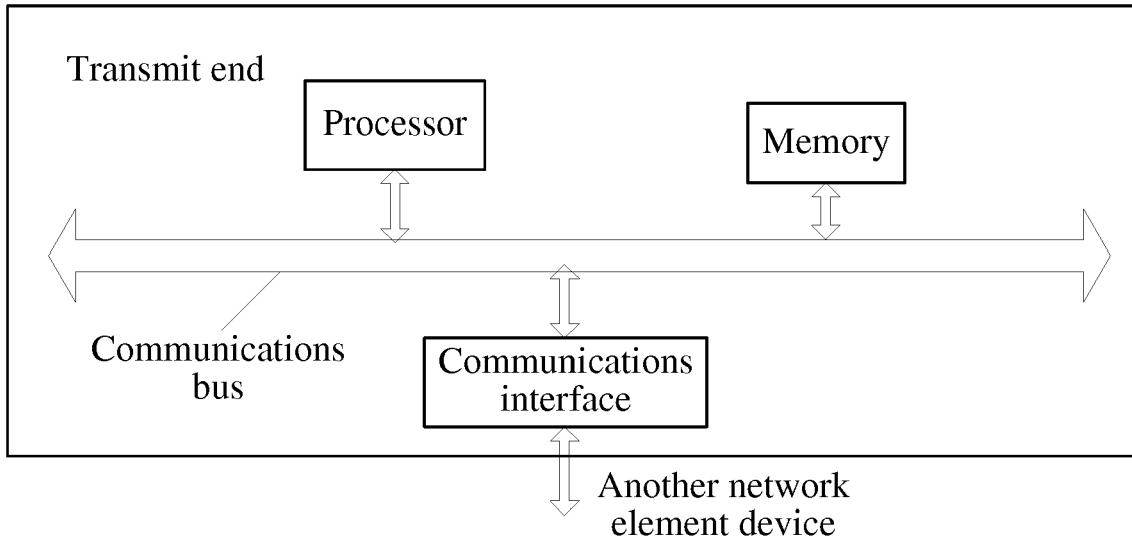 Transmit end
Processor
Memory
Communications
bus
Communications
interface
Another network
element device